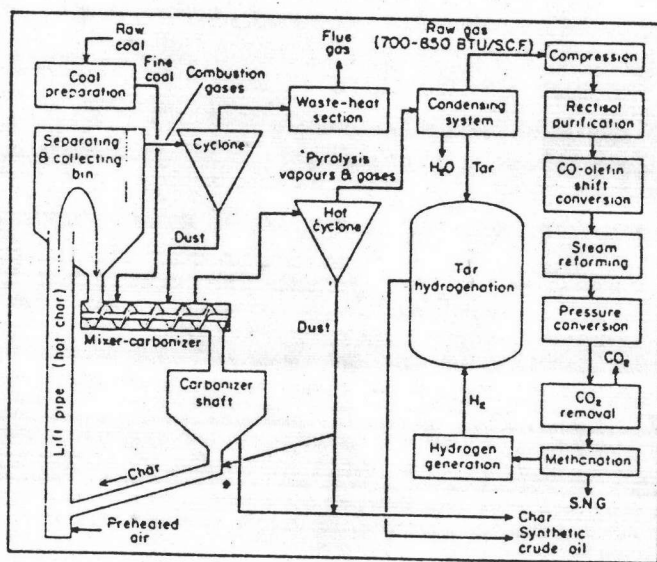 Raw
coal
Coal
preparation
Fine
coal
Combustion
gases
Separating
& collecting
bin
Cyclone
Flue
gas
Waste-heat
section
Raw gas
(700-850 BTU/S.C.F.)
Condensing
system
H₂O
Tar
Pyrolysis
vapours & gases
Hot
cyclone
Dust
Dust
Mixer-carbonizer
Lift pipe (hot char)
Carbonizer
shaft
Char
Preheated
air
Tar
hydrogenation
H₂
Hydrogen
generation
Compression
Rectisol
purification
CO-olefin
shift
conversion
Steam
reforming
Pressure
conversion
CO₂
CO₂
removal
Methanation
S.N.G
Char
Synthetic
crude oil